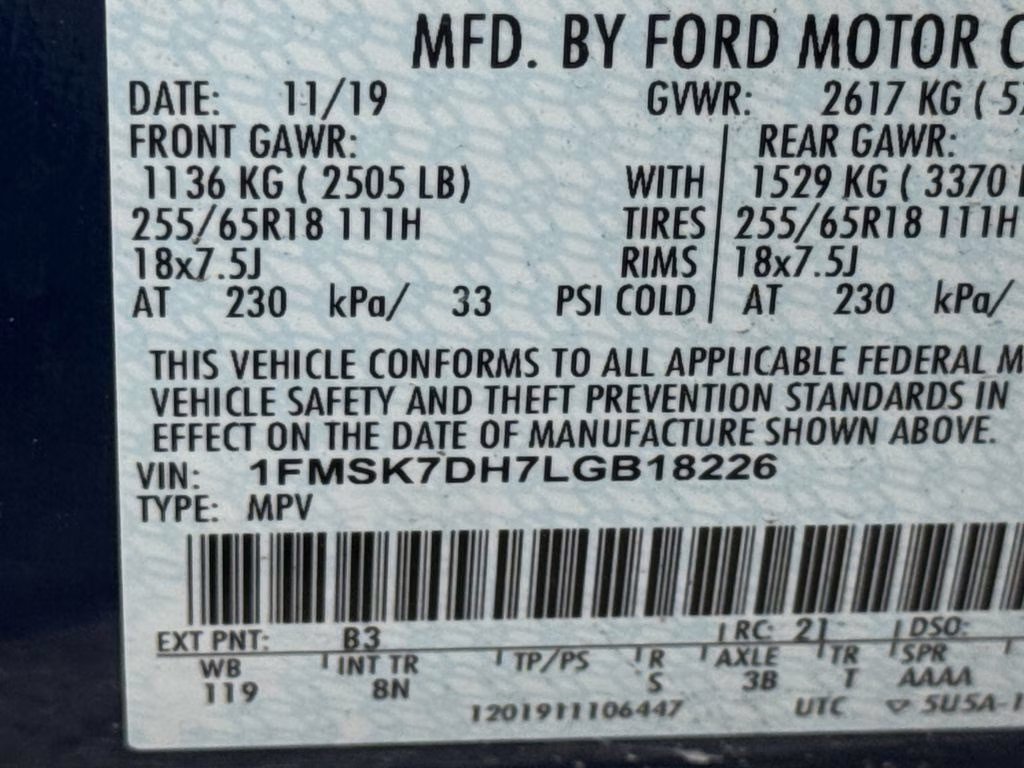 MFD. BY FORD MOTOR C
DATE: 11/19 GVWR: 2617 KG ( 5
FRONT GAWR: REAR GAWR:
1136 KG ( 2505 LB) WITH 1529 KG ( 3370
255/65R18 111H TIRES 255/65R18 111H
18x7.5J RIMS 18x7.5J
AT 230 kPa/ 33 PSI COLD AT 230 kPa/
THIS VEHICLE CONFORMS TO ALL APPLICABLE FEDERAL M
VEHICLE SAFETY AND THEFT PREVENTION STANDARDS IN
EFFECT ON THE DATE OF MANUFACTURE SHOWN ABOVE.
VIN: 1FMSK7DH7LGB18226
TYPE: MPV
EXT PNT: B3 RC: 21 DSO:
WB INT TR TP/PS R AXLE TR SPR
119 8N S 3B T AAAA
1201911106447 UTC ▽ 5U5A-1